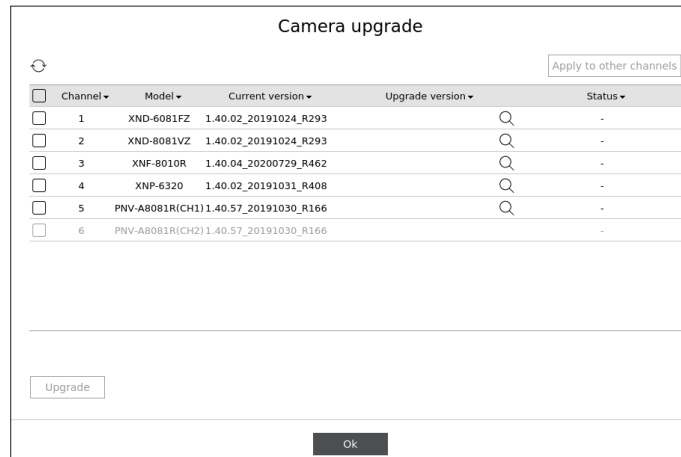 Camera upgrade
Apply to other channels
Channel Model Current version Upgrade version Status
1 XND-6081FZ 1.40.02_20191024_R293 -
2 XND-8081VZ 1.40.02_20191024_R293 -
3 XNF-8010R 1.40.04_20200729_R462 -
4 XNP-6320 1.40.02_20191031_R408 -
5 PNV-A8081R(CH1) 1.40.57_20191030_R166 -
6 PNV-A8081R(CH2) 1.40.57_20191030_R166 -
Upgrade
Ok